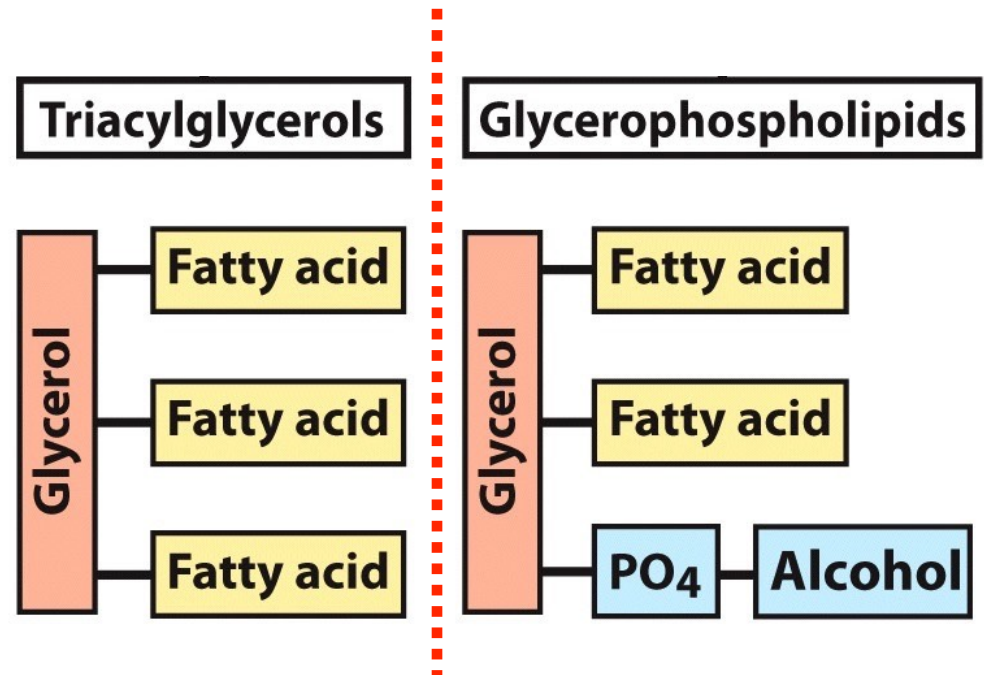 Triacylglycerols
Glycerol
Fatty acid
Fatty acid
Fatty acid
Glycerophospholipids
Glycerol
Fatty acid
Fatty acid
PO4
Alcohol